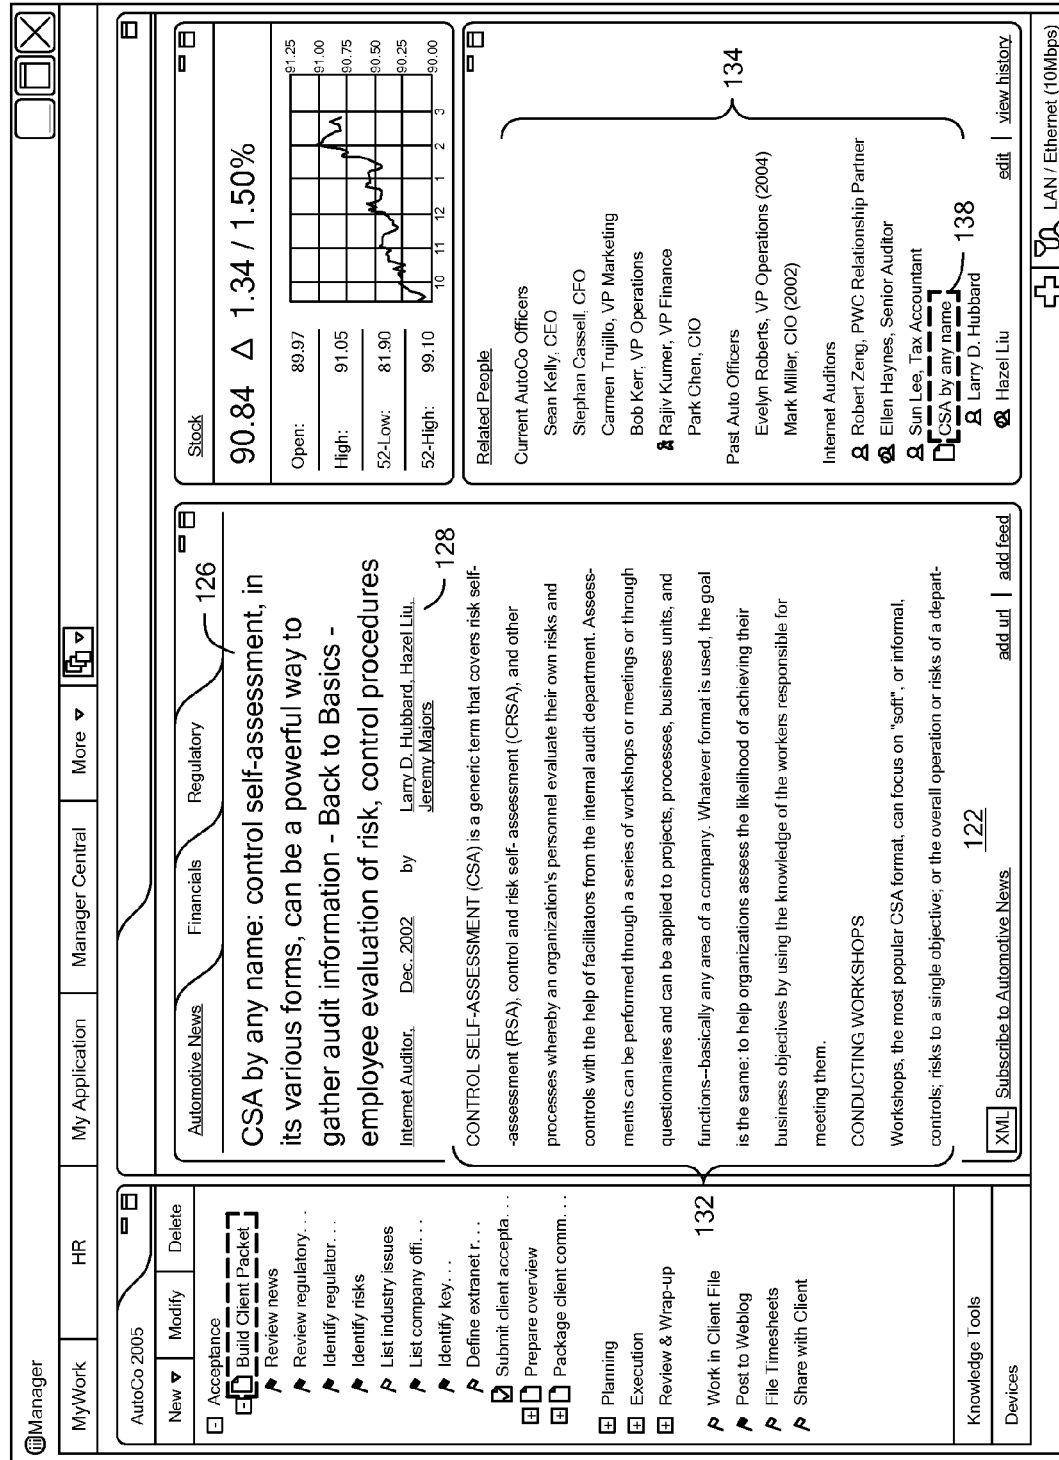 iManager
MyWork
HR
My Application
Manager Central
More
AutoCo 2005
New
Modify
Delete
Acceptance
Build Client Packet
Review news
Review regulatory...
Identify regulator...
Identify risks
List industry issues
List company offi...
Identify key...
Define extranet r...
Submit client accepta...
Prepare overview
Package client comm...
Planning
Execution
Review & Wrap-up
Work in Client File
Post to Weblog
File Timesheets
Share with Client
Knowledge Tools
Devices
132
Automotive News
Financials
Regulatory
126
CSA by any name: control self-assessment, in
its various forms, can be a powerful way to
gather audit information - Back to Basics -
employee evaluation of risk, control procedures
Internet Auditor, Dec. 2002 by Larry D. Hubbard, Hazel Liu,
Jeremy Majors
128
CONTROL SELF-ASSESSMENT (CSA) is a generic term that covers risk self-
-assessment (RSA), control and risk self- assessment (CRSA), and other
processes whereby an organization's personnel evaluate their own risks and
controls with the help of facilitators from the internal audit department. Assess-
ments can be performed through a series of workshops or meetings or through
questionnaires and can be applied to projects, processes, business units, and
functions--basically any area of a company. Whatever format is used, the goal
is the same: to help organizations assess the likelihood of achieving their
business objectives by using the knowledge of the workers responsible for
meeting them.
CONDUCTING WORKSHOPS
Workshops, the most popular CSA format, can focus on "soft", or informal,
controls; risks to a single objective; or the overall operation or risks of a depart-
122
XML Subscribe to Automotive News
add url | add feed
Stock
90.84 Δ 1.34 / 1.50%
Open: 89.97
High: 91.05
52-Low: 81.90
52-High: 99.10
91.25
91.00
90.75
90.50
90.25
90.00
10 11 12 1 2 3
Related People
Current AutoCo Officers
Sean Kelly, CEO
Stephan Cassell, CFO
Carmen Trujillo, VP Marketing
Bob Kerr, VP Operations
Rajiv Kumer, VP Finance
Park Chen, CIO
Past Auto Officers
Evelyn Roberts, VP Operations (2004)
Mark Miller, CIO (2002)
Internet Auditors
Robert Zeng, PWC Relationship Partner
Ellen Haynes, Senior Auditor
Sun Lee, Tax Accountant
CSA by any name
Larry D. Hubbard
Hazel Liu
134
138
edit | view history
LAN / Ethernet (10Mbps)